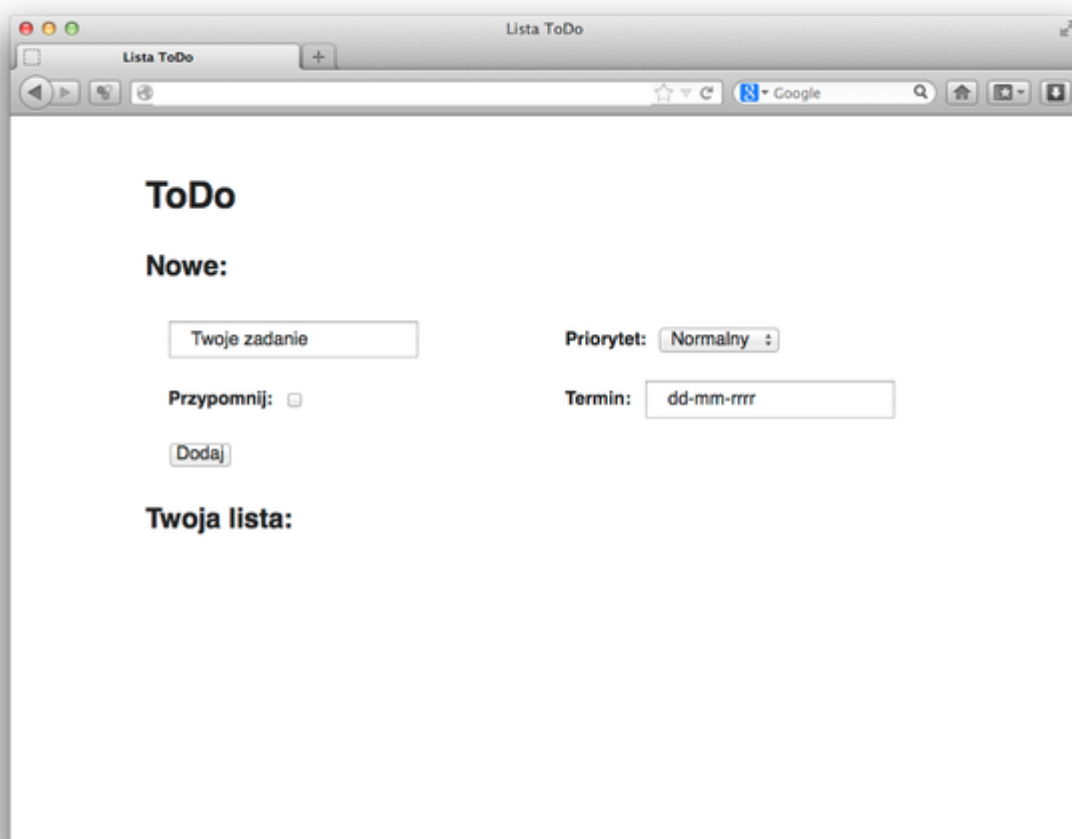 Lista ToDo
Lista ToDo
Google
ToDo
Nowe:
Twoje zadanie
Priorytet: Normalny
Przypomnij:
Termin: dd-mm-rrrr
Dodaj
Twoja lista: